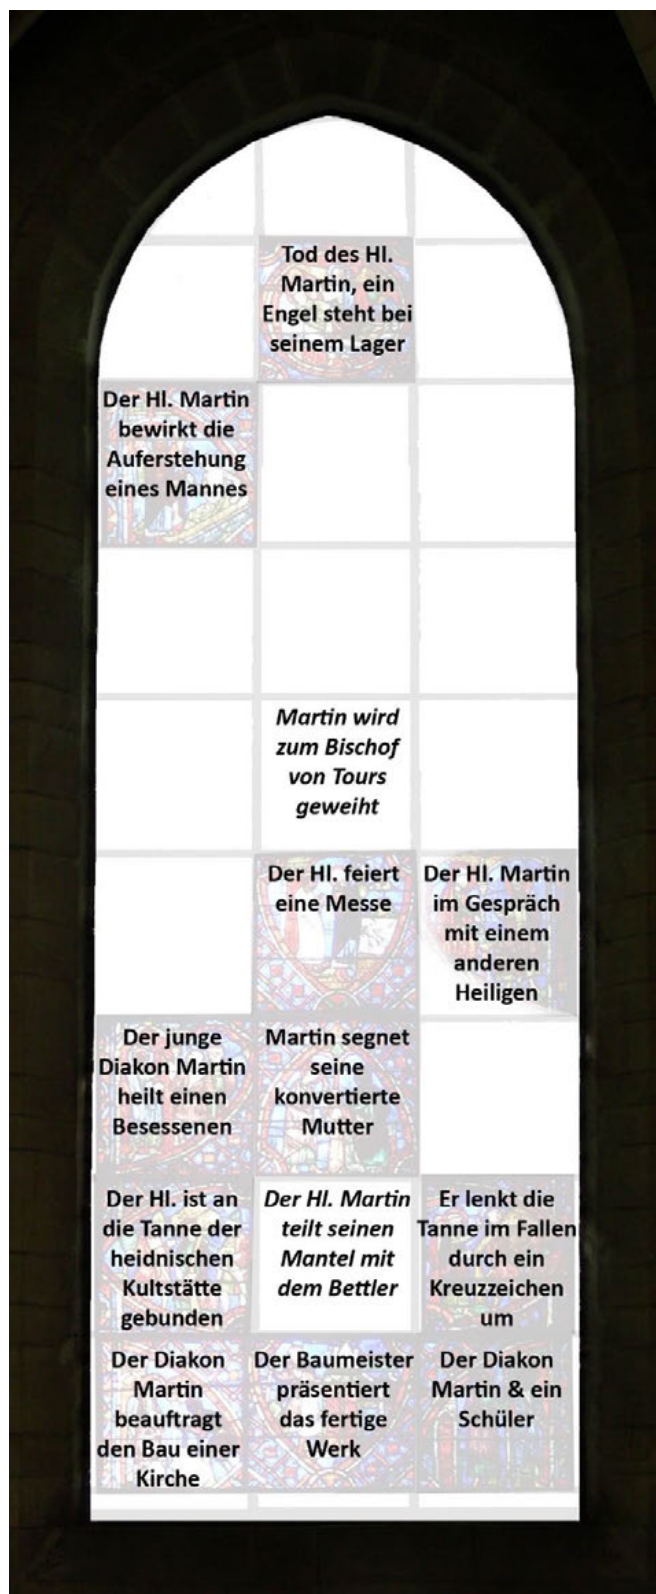 Tod des Hl.
Martin, ein
Engel steht bei
seinem Lager
Der Hl. Martin
bewirkt die
Auferstehung
eines Mannes
Martin wird
zum Bischof
von Tours
geweiht
Der Hl. feiert
eine Messe
Der Hl. Martin
im Gespräch
mit einem
anderen
Heiligen
Der junge
Diakon Martin
heilt einen
Besessenen
Martin segnet
seine
konvertierte
Mutter
Der Hl. ist an
die Tanne der
heidnischen
Kultstätte
gebunden
Der Hl. Martin
teilt seinen
Mantel mit
dem Bettler
Er lenkt die
Tanne im Fallen
durch ein
Kreuzzeichen
um
Der Diakon
Martin
beauftragt
den Bau einer
Kirche
Der Baumeister
präsentiert
das fertige
Werk
Der Diakon
Martin & ein
Schüler